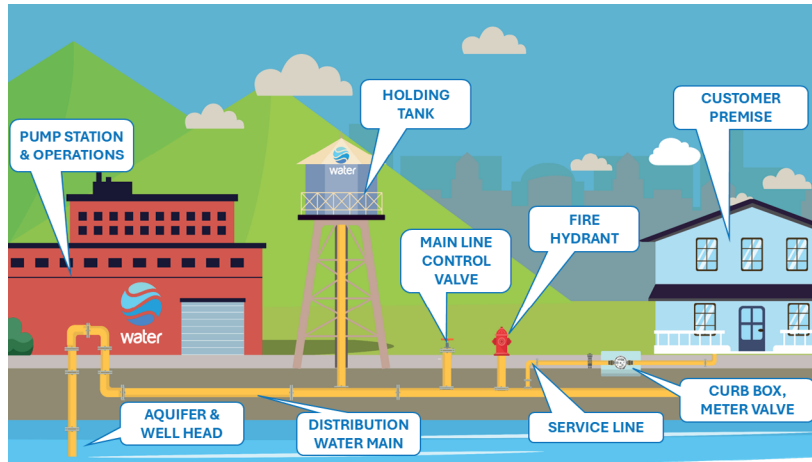 PUMP STATION
& OPERATIONS
HOLDING
TANK
water
CUSTOMER
PREMISE
MAIN LINE
CONTROL
VALVE
FIRE
HYDRANT
water
AQUIFER &
WELL HEAD
DISTRIBUTION
WATER MAIN
SERVICE LINE
CURB BOX,
METER VALVE